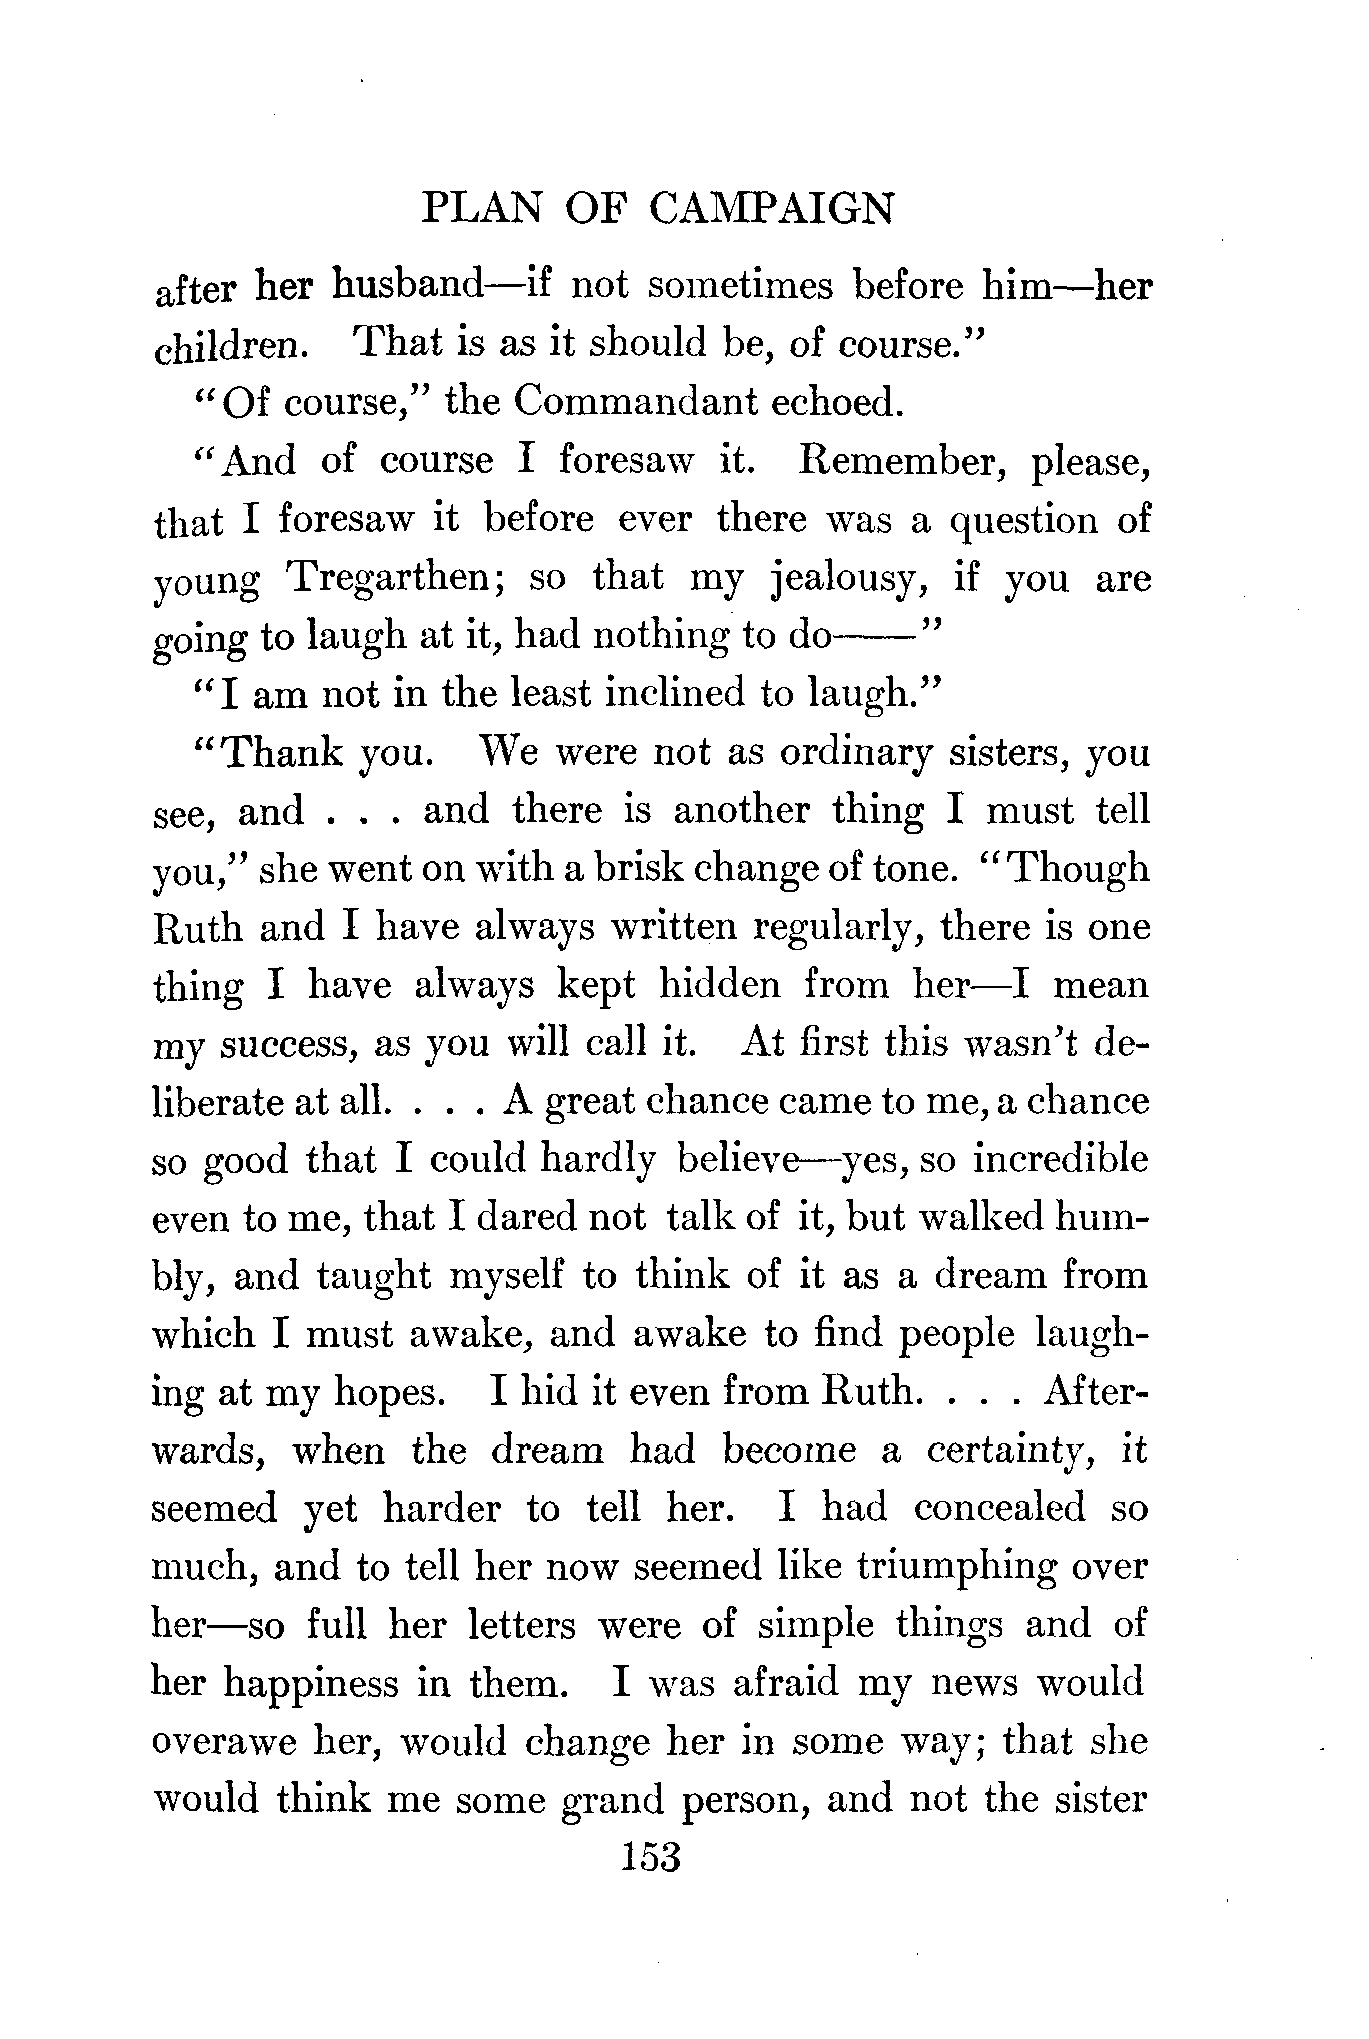 PLAN OF CAMPAIGN
after her husband—if not sometimes before him—her
children. That is as it should be, of course."
"Of course," the Commandant echoed.
"And of course I foresaw it. Remember, please,
that I foresaw it before ever there was a question of
young Tregarthen; so that my jealousy, if you are
going to laugh at it, had nothing to do——"
"I am not in the least inclined to laugh."
"Thank you. We were not as ordinary sisters, you
see, and . . . and there is another thing I must tell
you," she went on with a brisk change of tone. "Though
Ruth and I have always written regularly, there is one
thing I have always kept hidden from her—I mean
my success, as you will call it. At first this wasn't de-
liberate at all. . . . A great chance came to me, a chance
so good that I could hardly believe—yes, so incredible
even to me, that I dared not talk of it, but walked hum-
bly, and taught myself to think of it as a dream from
which I must awake, and awake to find people laugh-
ing at my hopes. I hid it even from Ruth. . . . After-
wards, when the dream had become a certainty, it
seemed yet harder to tell her. I had concealed so
much, and to tell her now seemed like triumphing over
her—so full her letters were of simple things and of
her happiness in them. I was afraid my news would
overawe her, would change her in some way; that she
would think me some grand person, and not the sister
153